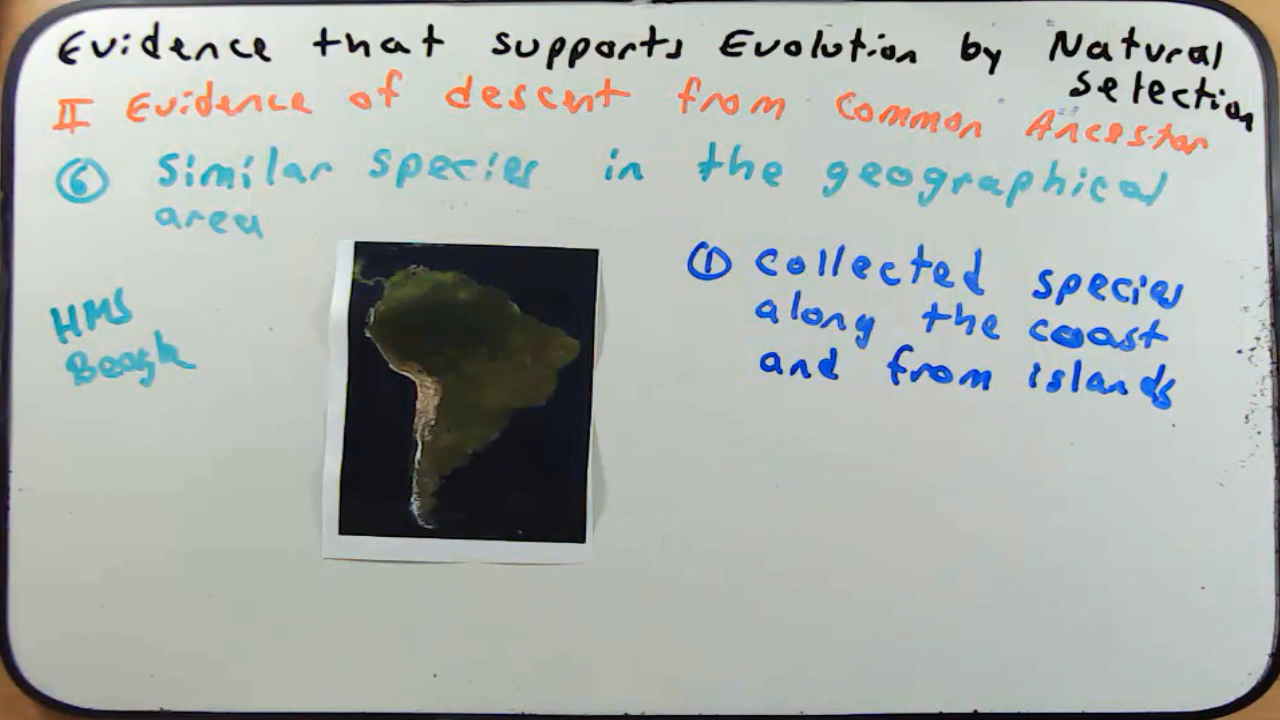 Evidence that supports Evolution by Natural
Selection
II Evidence of descent from Common Ancestor
⑥ Similar species in the geographical
area
HMS
Beagle
① collected species
along the coast
and from islands